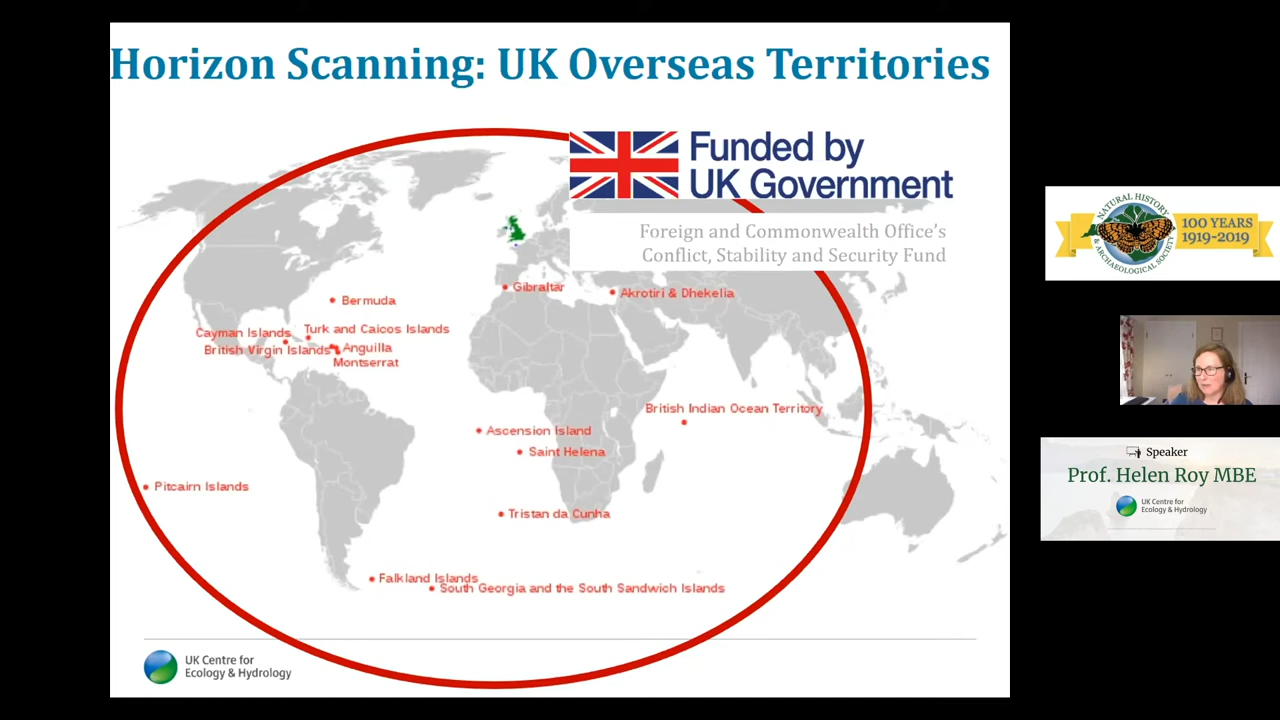 Horizon Scanning: UK Overseas Territories
Funded by
UK Government
Foreign and Commonwealth Office's
Conflict, Stability and Security Fund
Gibraltar
Akrotiri & Dhekelia
Bermuda
Cayman Islands
Turk and Caicos Islands
British Virgin Islands
Anguilla
Montserrat
British Indian Ocean Territory
Ascension Island
Saint Helena
Pitcairn Islands
Tristan da Cunha
Falkland Islands
South Georgia and the South Sandwich Islands
UK Centre for
Ecology & Hydrology
NATURAL HISTORY
& ARCHAEOLOGICAL SOCIETY
100 YEARS
1919-2019
Speaker
Prof. Helen Roy MBE
UK Centre for
Ecology & Hydrology